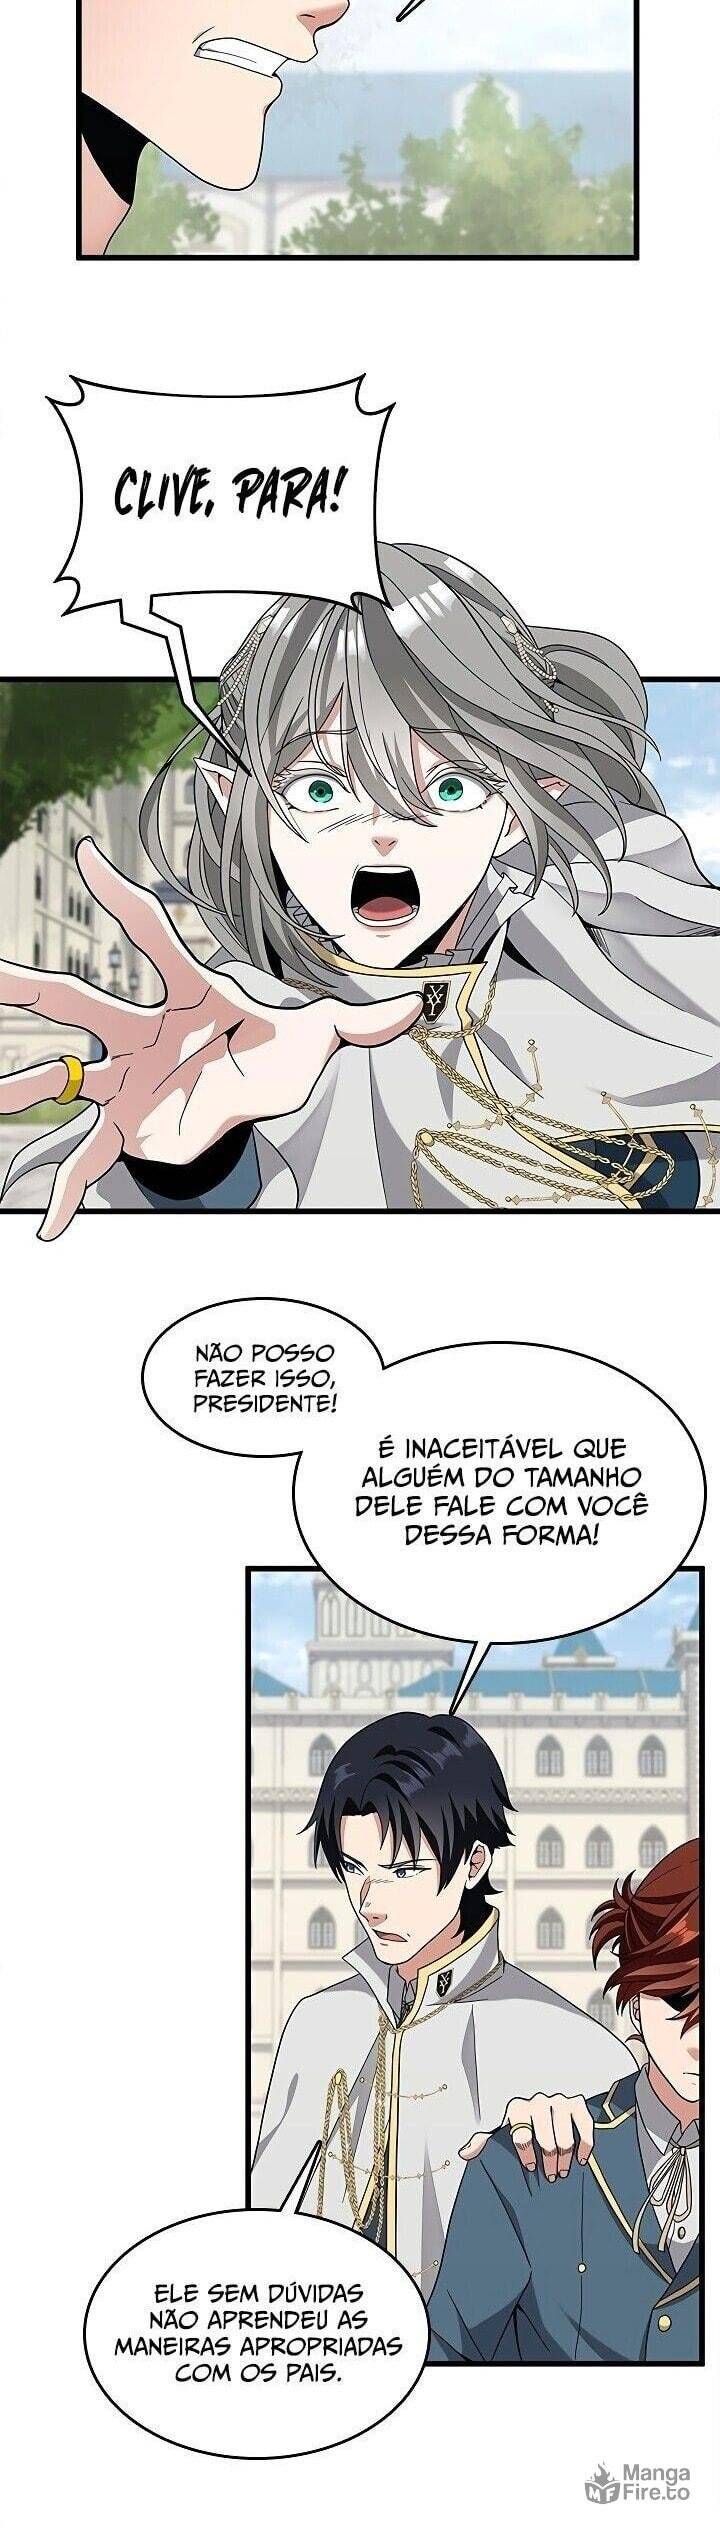 CLIVE, PARA!
NÃO POSSO
FAZER ISSO,
PRESIDENTE!
É INACEITÁVEL QUE
ALGUÉM DO TAMANHO
DELE FALE COM VOCÊ
DESSA FORMA!
ELE SEM DÚVIDAS
NÃO APRENDEU AS
MANEIRAS APROPRIADAS
COM OS PAIS.
Manga
Fire.to